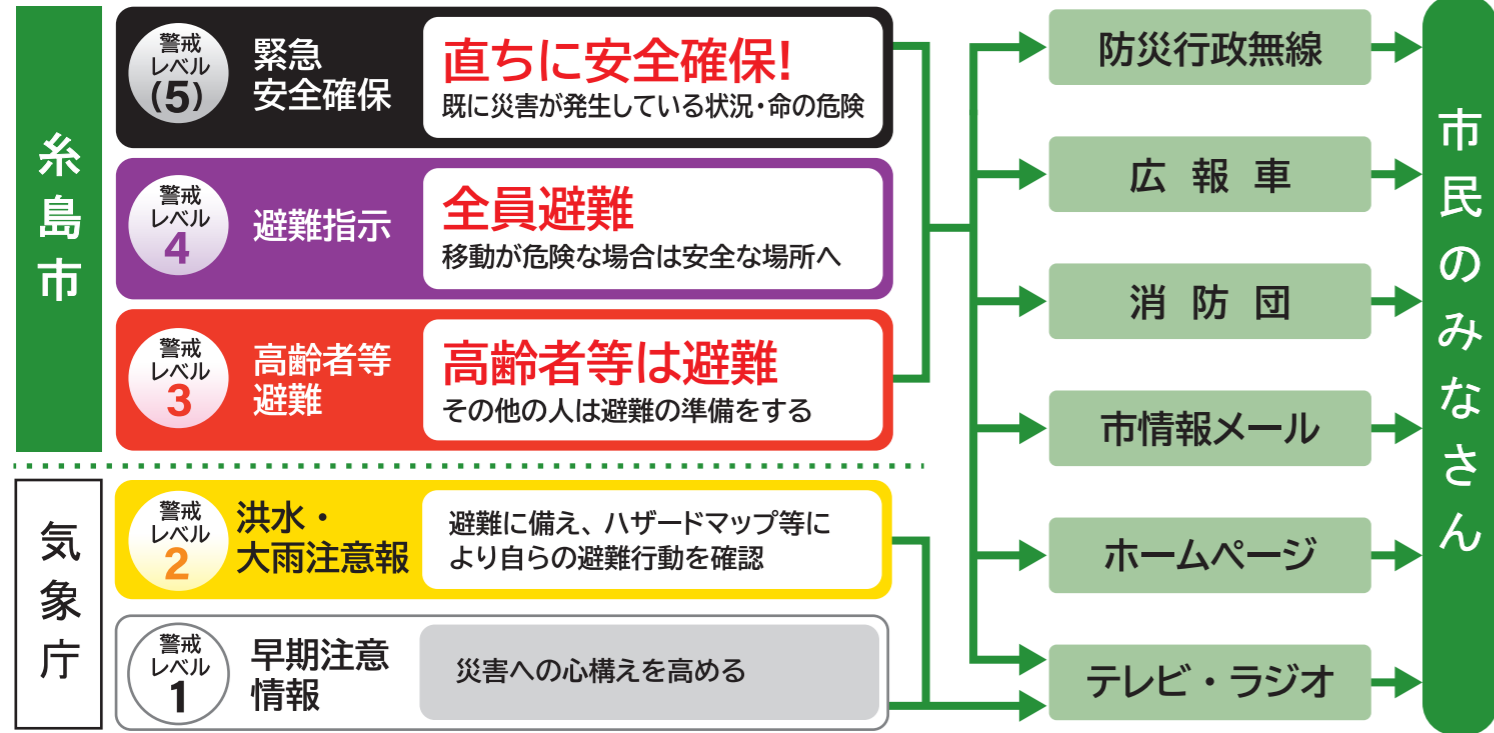 糸島市
警戒
レベル
(5)
緊急
安全確保
直ちに安全確保!
既に災害が発生している状況・命の危険
警戒
レベル
4
避難指示
全員避難
移動が危険な場合は安全な場所へ
警戒
レベル
3
高齢者等
避難
高齢者等は避難
その他の人は避難の準備をする
気象庁
警戒
レベル
2
洪水・
大雨注意報
避難に備え、ハザードマップ等に
より自らの避難行動を確認
警戒
レベル
1
早期注意
情報
災害への心構えを高める
防災行政無線
広報車
消防団
市情報メール
ホームページ
テレビ・ラジオ
市民のみなさん